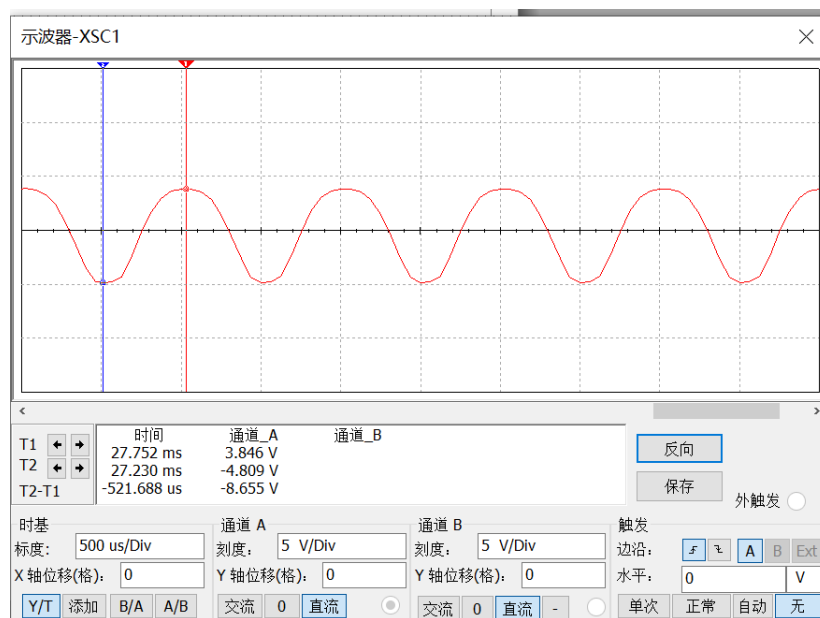 示波器-XSC1
2 1
T1
T2
T2-T1
时间 通道_A 通道_B
27.752 ms 3.846 V
27.230 ms -4.809 V
-521.688 us -8.655 V
反向
保存
外触发
时基
标度: 500 us/Div
X 轴位移(格): 0
Y/T 添加 B/A A/B
通道 A
刻度: 5 V/Div
Y 轴位移(格): 0
交流 0 直流
通道 B
刻度: 5 V/Div
Y 轴位移(格): 0
交流 0 直流 -
触发
边沿: A B Ext
水平: 0 V
单次 正常 自动 无